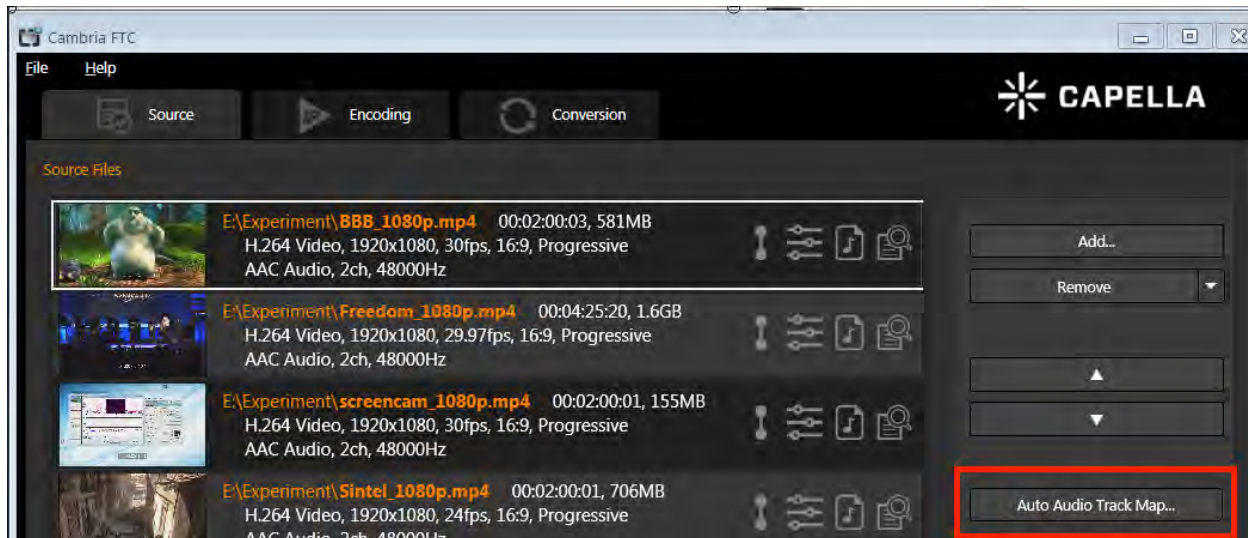 Cambria FTC
File Help
CAPELLA
Source Encoding Conversion
Source Files
E:\Experiment\BBB_1080p.mp4 00:02:00:03, 581MB
H.264 Video, 1920x1080, 30fps, 16:9, Progressive
AAC Audio, 2ch, 48000Hz
E:\Experiment\Freedom_1080p.mp4 00:04:25:20, 1.6GB
H.264 Video, 1920x1080, 29.97fps, 16:9, Progressive
AAC Audio, 2ch, 48000Hz
E:\Experiment\screencam_1080p.mp4 00:02:00:01, 155MB
H.264 Video, 1920x1080, 30fps, 16:9, Progressive
AAC Audio, 2ch, 48000Hz
E:\Experiment\Sintel_1080p.mp4 00:02:00:01, 706MB
H.264 Video, 1920x1080, 24fps, 16:9, Progressive
AAC Audio, 2ch, 48000Hz
Add...
Remove
Auto Audio Track Map...